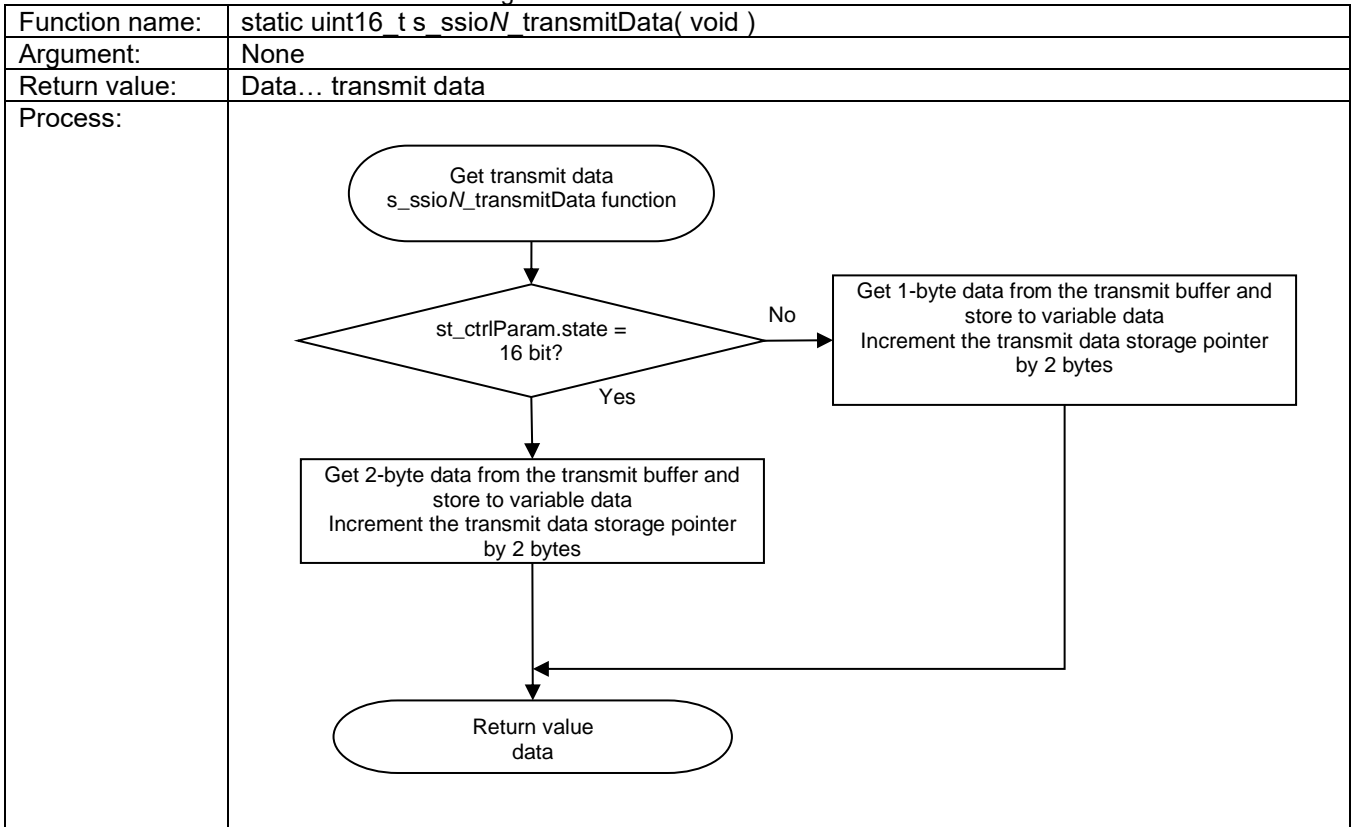 Function name: static uint16_t s_ssioN_transmitData( void )
Argument: None
Return value: Data… transmit data
Process:
Get transmit data
s_ssioN_transmitData function
st_ctrlParam.state =
16 bit?
No
Get 1-byte data from the transmit buffer and
store to variable data
Increment the transmit data storage pointer
by 2 bytes
Yes
Get 2-byte data from the transmit buffer and
store to variable data
Increment the transmit data storage pointer
by 2 bytes
Return value
data